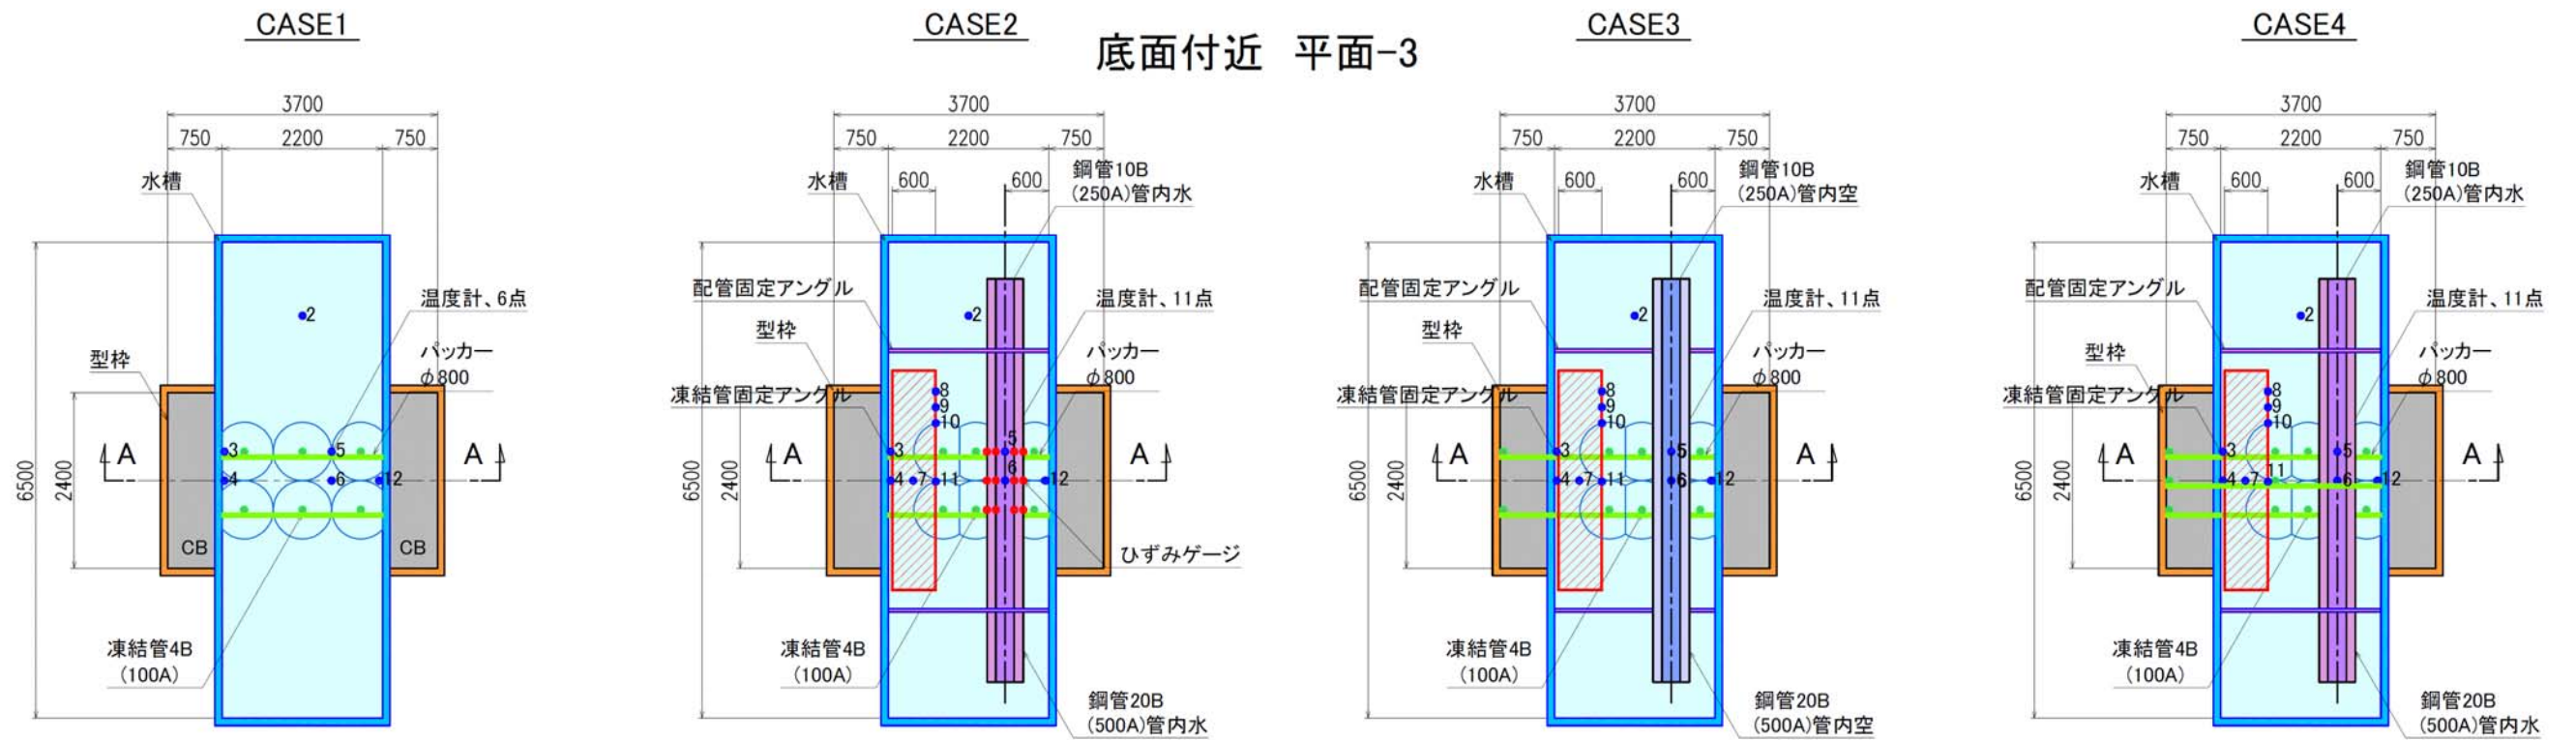 CASE1
CASE2
底面付近 平面-3
CASE3
CASE4
3700
750 2200 750
水槽
温度計、6点
2
パッカー
φ800
型枠
6500
2400
A
A
3
5
4
6
12
CB
CB
凍結管4B
(100A)
3700
750 2200 750
水槽
600
600
鋼管10B
(250A)管内水
配管固定アングル
温度計、11点
2
型枠
パッカー
φ800
凍結管固定アングル
8
9
10
6500
2400
A
A
3
5
6
4
7
11
12
ひずみゲージ
凍結管4B
(100A)
鋼管20B
(500A)管内水
3700
750 2200 750
水槽
600
600
鋼管10B
(250A)管内空
配管固定アングル
温度計、11点
2
型枠
パッカー
φ800
凍結管固定アングル
8
9
10
6500
2400
A
A
3
5
4
7
11
6
12
凍結管4B
(100A)
鋼管20B
(500A)管内空
3700
750 2200 750
水槽
600
600
鋼管10B
(250A)管内水
配管固定アングル
温度計、11点
2
型枠
パッカー
φ800
凍結管固定アングル
8
9
10
6500
2400
A
A
3
5
4
7
11
6
12
凍結管4B
(100A)
鋼管20B
(500A)管内水